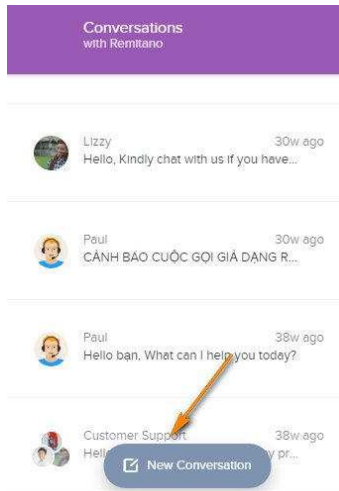 Conversations
with Remitano
Lizzy 30w ago
Hello, Kindly chat with us if you have...
Paul 30w ago
CẢNH BÁO CUỘC GỌI GIẢ DẠNG R...
Paul 38w ago
Hello bạn, What can I help you today?
Customer Support 38w ago
New Conversation